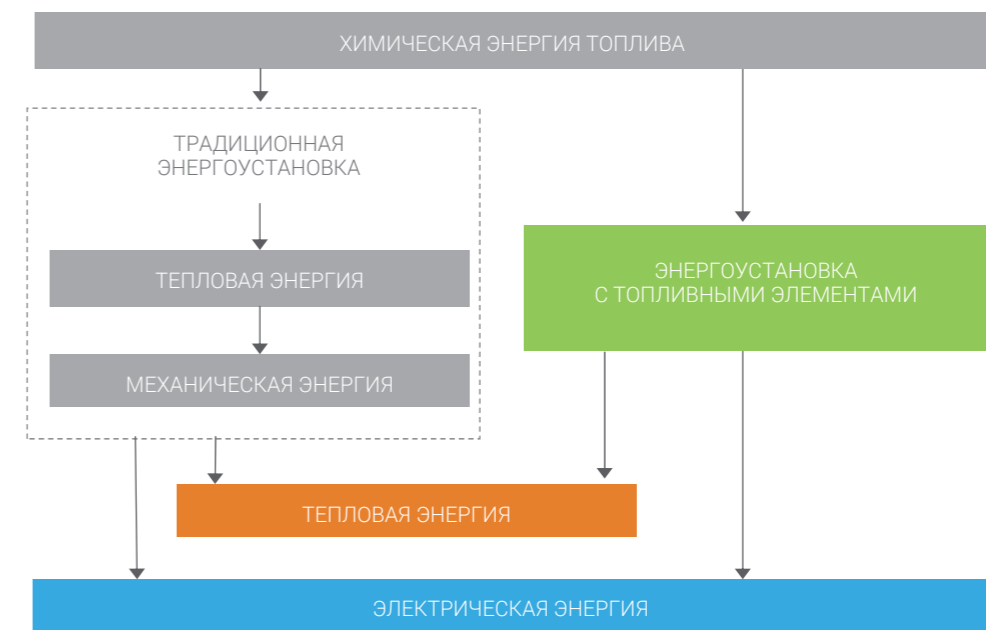 ХИМИЧЕСКАЯ ЭНЕРГИЯ ТОПЛИВА
ТРАДИЦИОННАЯ
ЭНЕРГОУСТАНОВКА
ТЕПЛОВАЯ ЭНЕРГИЯ
МЕХАНИЧЕСКАЯ ЭНЕРГИЯ
ЭНЕРГОУСТАНОВКА
С ТОПЛИВНЫМИ ЭЛЕМЕНТАМИ
ТЕПЛОВАЯ ЭНЕРГИЯ
ЭЛЕКТРИЧЕСКАЯ ЭНЕРГИЯ